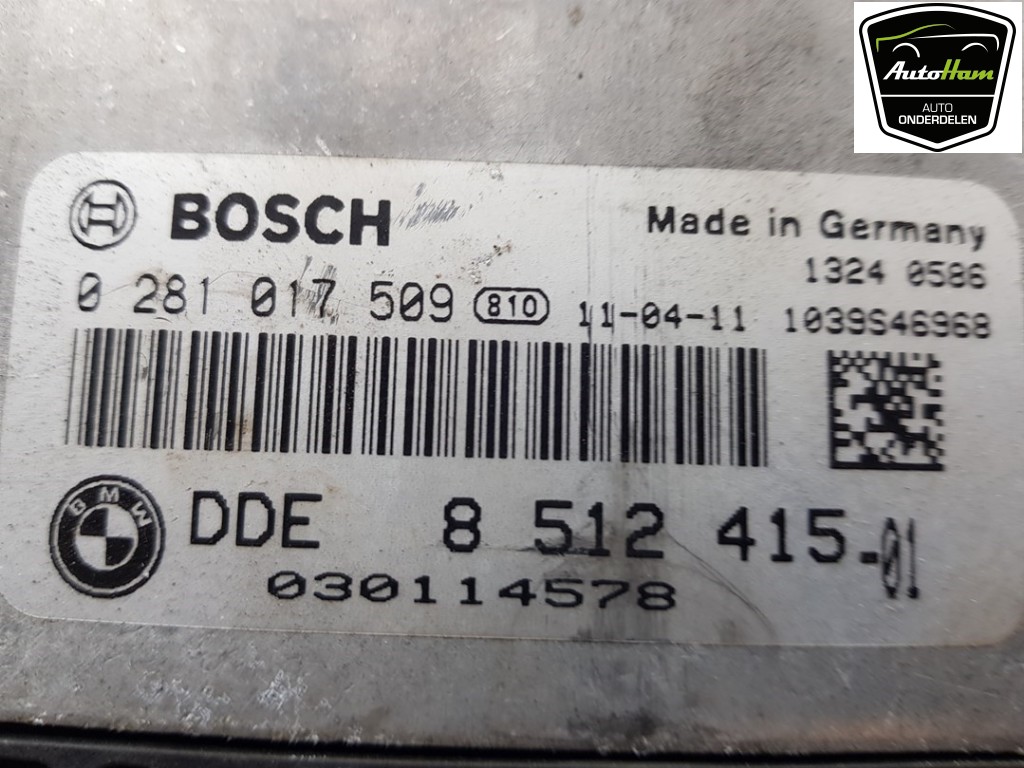 AutoHam
AUTO
ONDERDELEN
BOSCH
Made in Germany
1324 0586
0 281 017 509 810 11-04-11 1039S46968
BMW
DDE 8 512 415-01
030114578